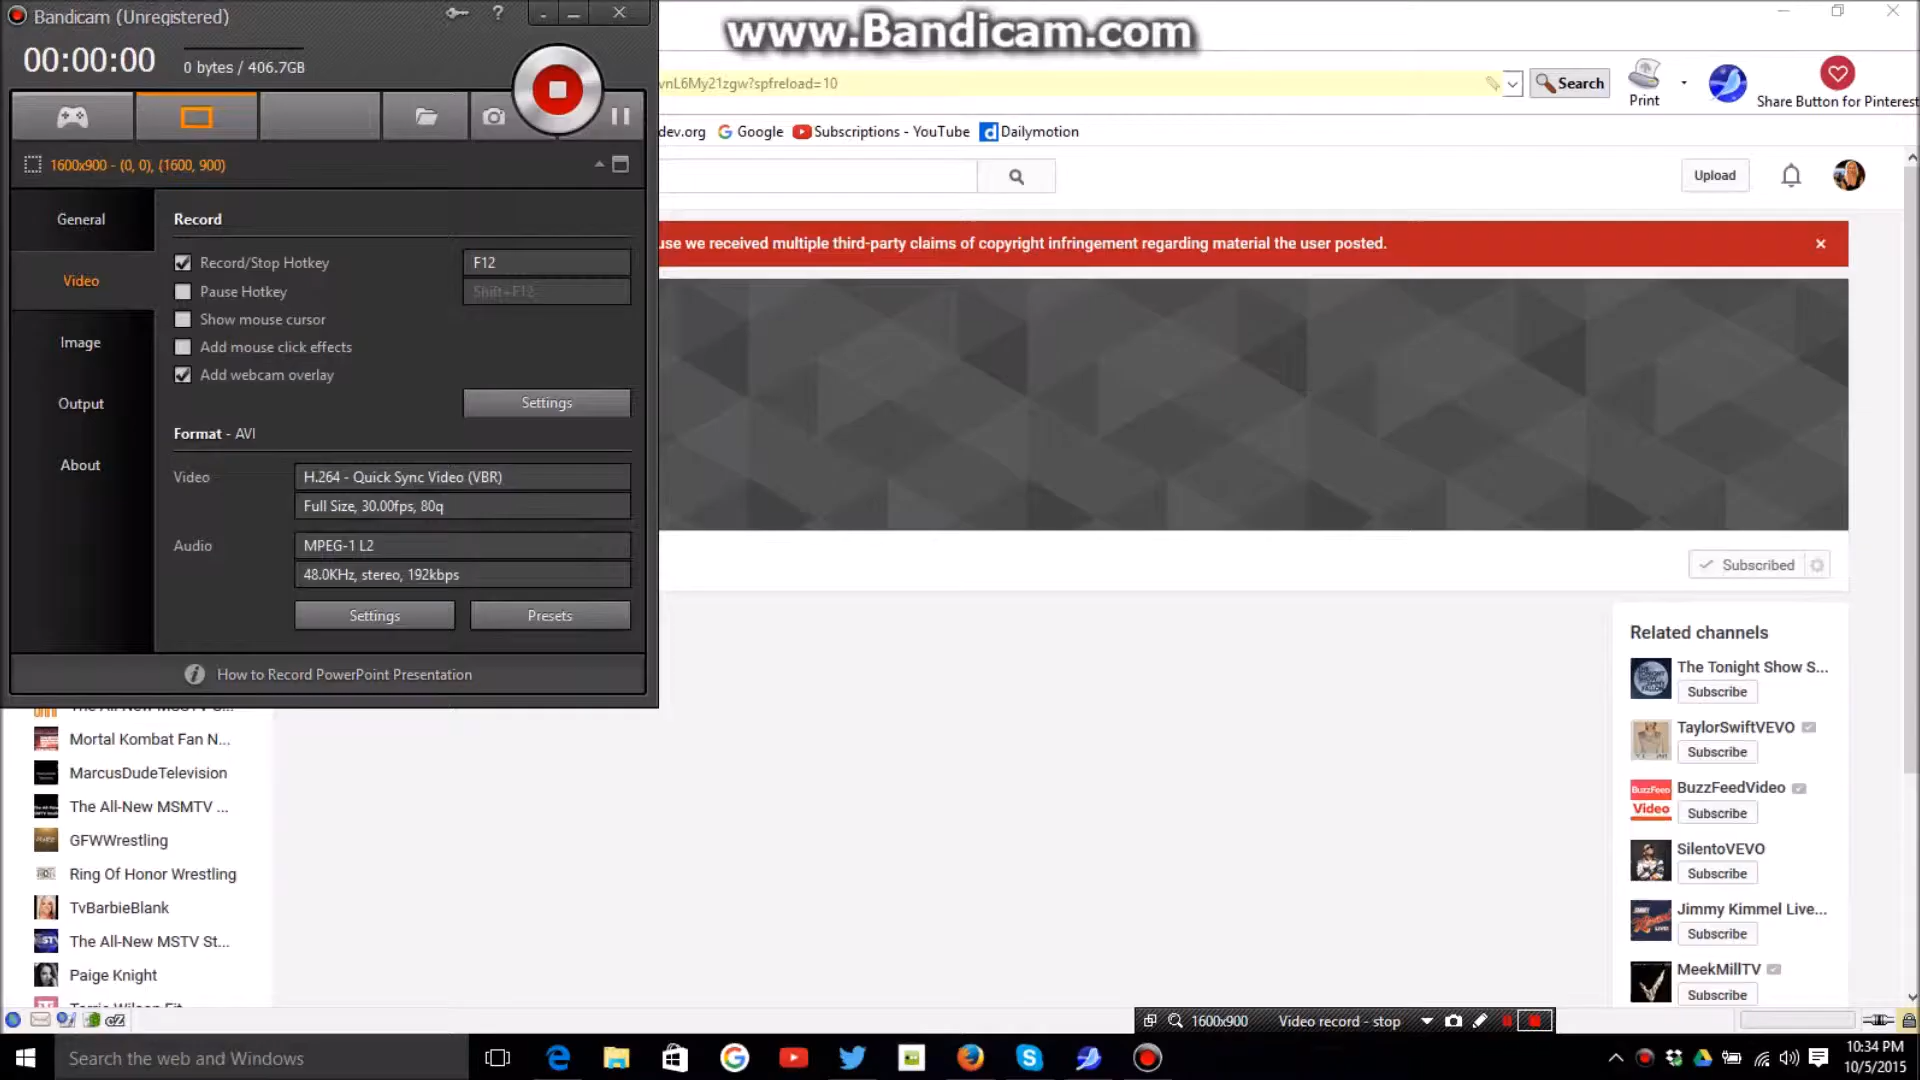 Bandicam (Unregistered)
www.Bandicam.com
00:00:00
0 bytes / 406.7GB
vnL6My21zgw?spfreload=10
Search
Print
Share Button for Pinterest
dev.org
Google
Subscriptions - YouTube
Dailymotion
1600x900 - (0, 0), (1600, 900)
Upload
use we received multiple third-party claims of copyright infringement regarding material the user posted.
General
Video
Image
Output
About
Record
Record/Stop Hotkey
F12
Pause Hotkey
Shift+F12
Show mouse cursor
Add mouse click effects
Add webcam overlay
Settings
Format - AVI
Video
H.264 - Quick Sync Video (VBR)
Full Size, 30.00fps, 80q
Audio
MPEG-1 L2
48.0KHz, stereo, 192kbps
Settings
Presets
How to Record PowerPoint Presentation
Subscribed
Related channels
The Tonight Show S...
Subscribe
TaylorSwiftVEVO
Subscribe
BuzzFeed
Video
BuzzFeedVideo
Subscribe
SilentoVEVO
Subscribe
Jimmy Kimmel Live...
Subscribe
MeekMillTV
Subscribe
Mortal Kombat Fan N...
MarcusDudeTelevision
The All-New MSMTV ...
GFWWrestling
Ring Of Honor Wrestling
TvBarbieBlank
The All-New MSTV St...
Paige Knight
1600x900
Video record - stop
Search the web and Windows
10:34 PM
10/5/2015